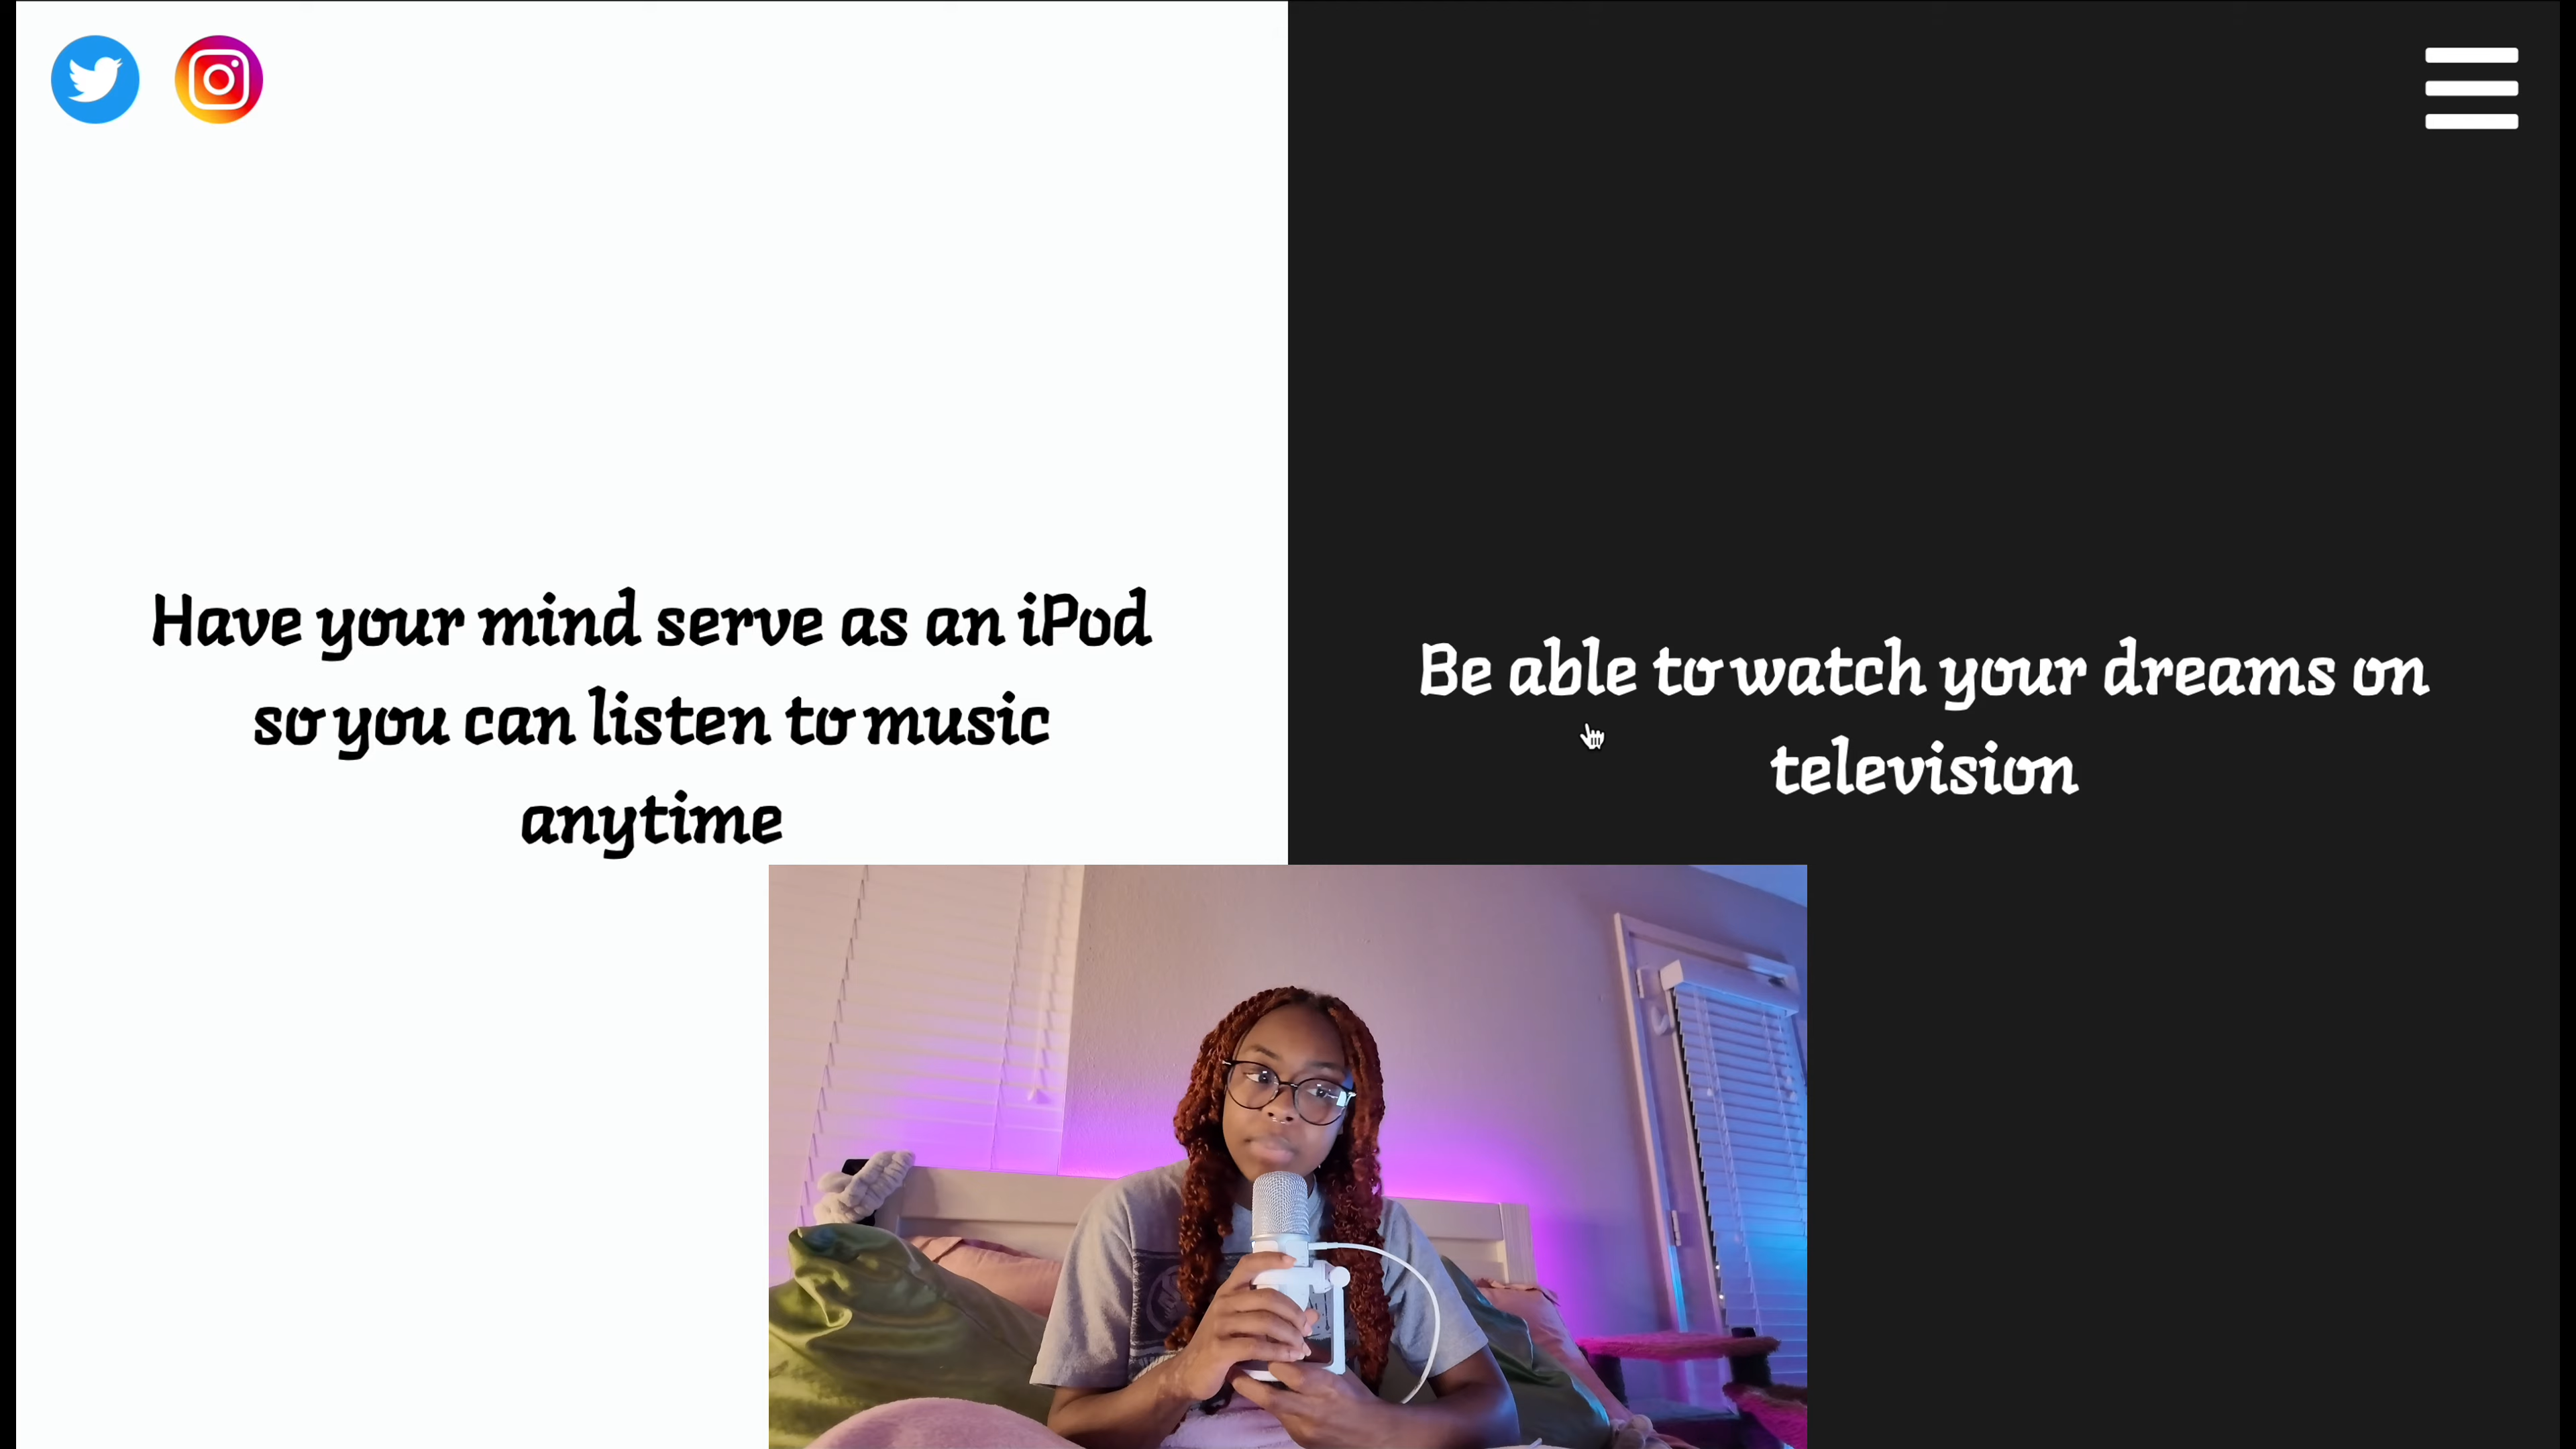 Have your mind serve as an iPod
so you can listen to music
anytime
Be able to watch your dreams on
television